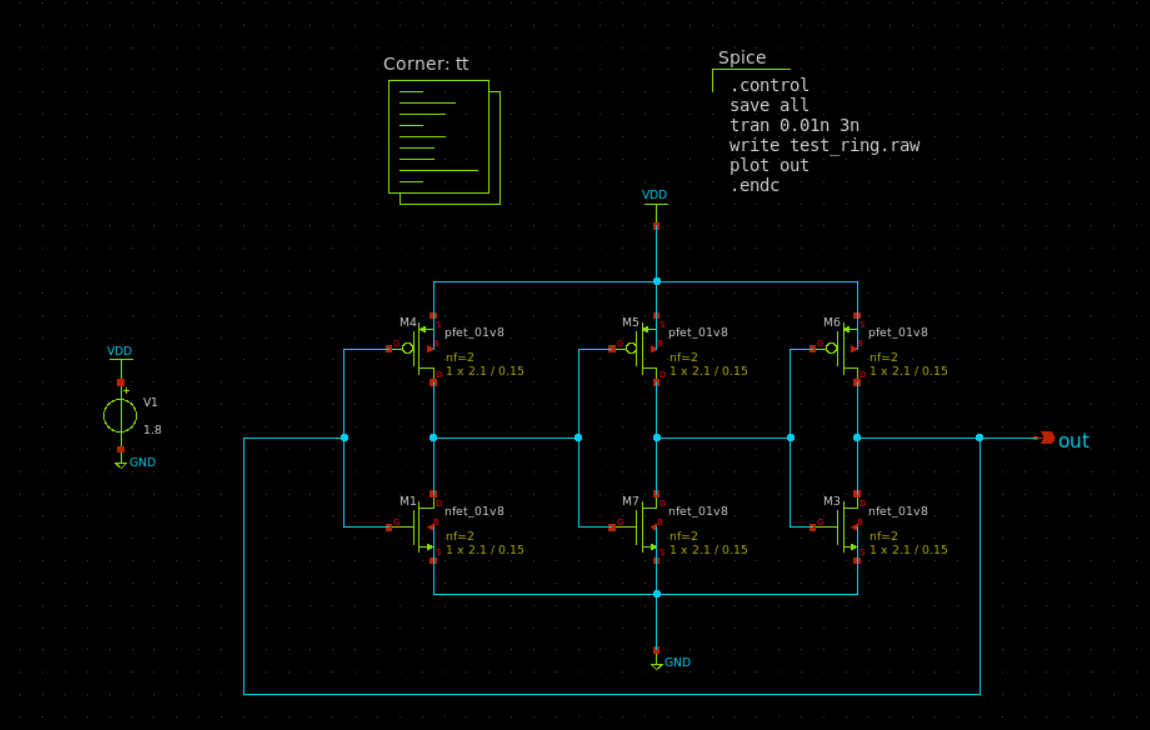 Corner: tt
Spice
.control
save all
tran 0.01n 3n
write test_ring.raw
plot out
.endc
VDD
M4
S
pfet_01v8
G
B
nf=2
1 x 2.1 / 0.15
D
M5
S
pfet_01v8
G
B
nf=2
1 x 2.1 / 0.15
D
M6
S
pfet_01v8
G
B
nf=2
1 x 2.1 / 0.15
D
VDD
+
V1
1.8
GND
out
M1
D
nfet_01v8
G
B
nf=2
1 x 2.1 / 0.15
S
M7
D
nfet_01v8
G
B
nf=2
1 x 2.1 / 0.15
S
M3
D
nfet_01v8
G
B
nf=2
1 x 2.1 / 0.15
S
GND